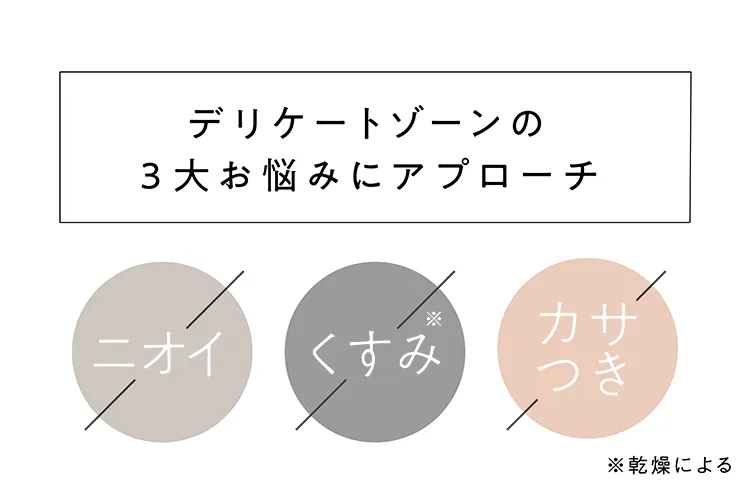 デリケートゾーンの
3大お悩みにアプローチ
ニオイ
くすみ※
カサ
つき
※乾燥による